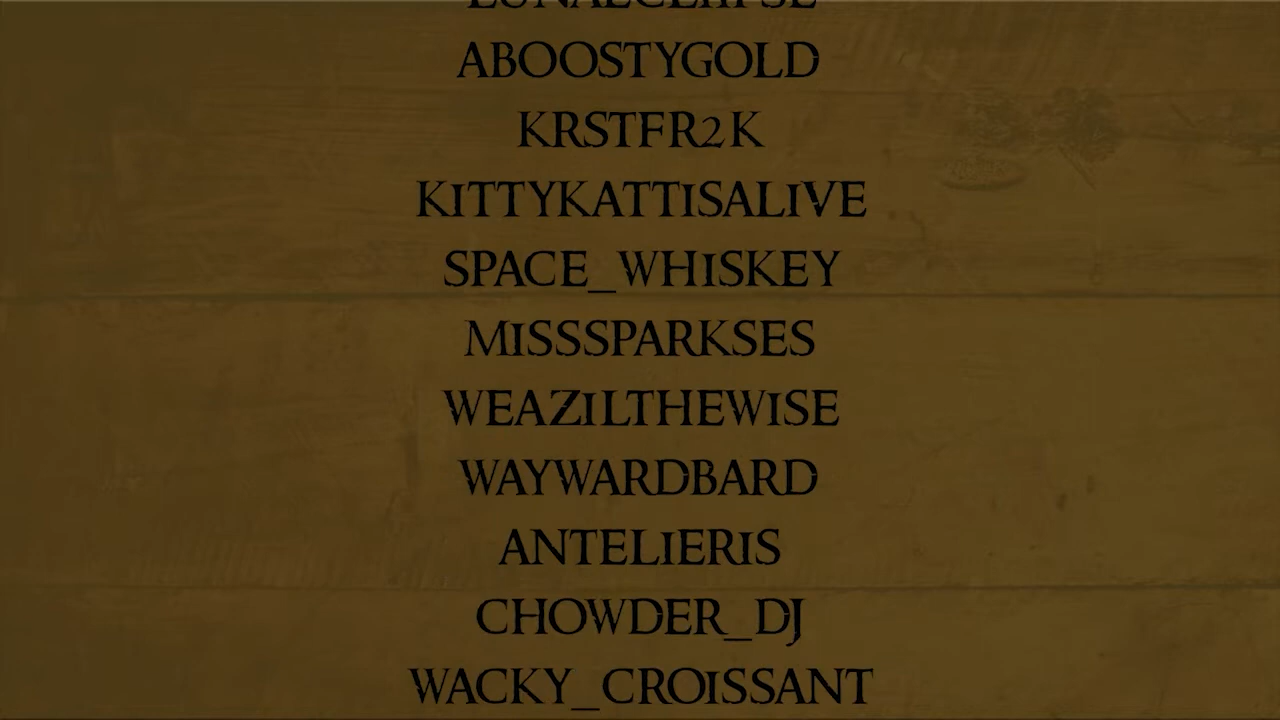 ABOOSTYGOLD
KRSTFR2K
KITTYKATTISALIVE
SPACE_WHISKEY
MISSSPARKSES
WEAZILTHEWISE
WAYWARDBARD
ANTELIERIS
CHOWDER_DJ
WACKY_CROISSANT